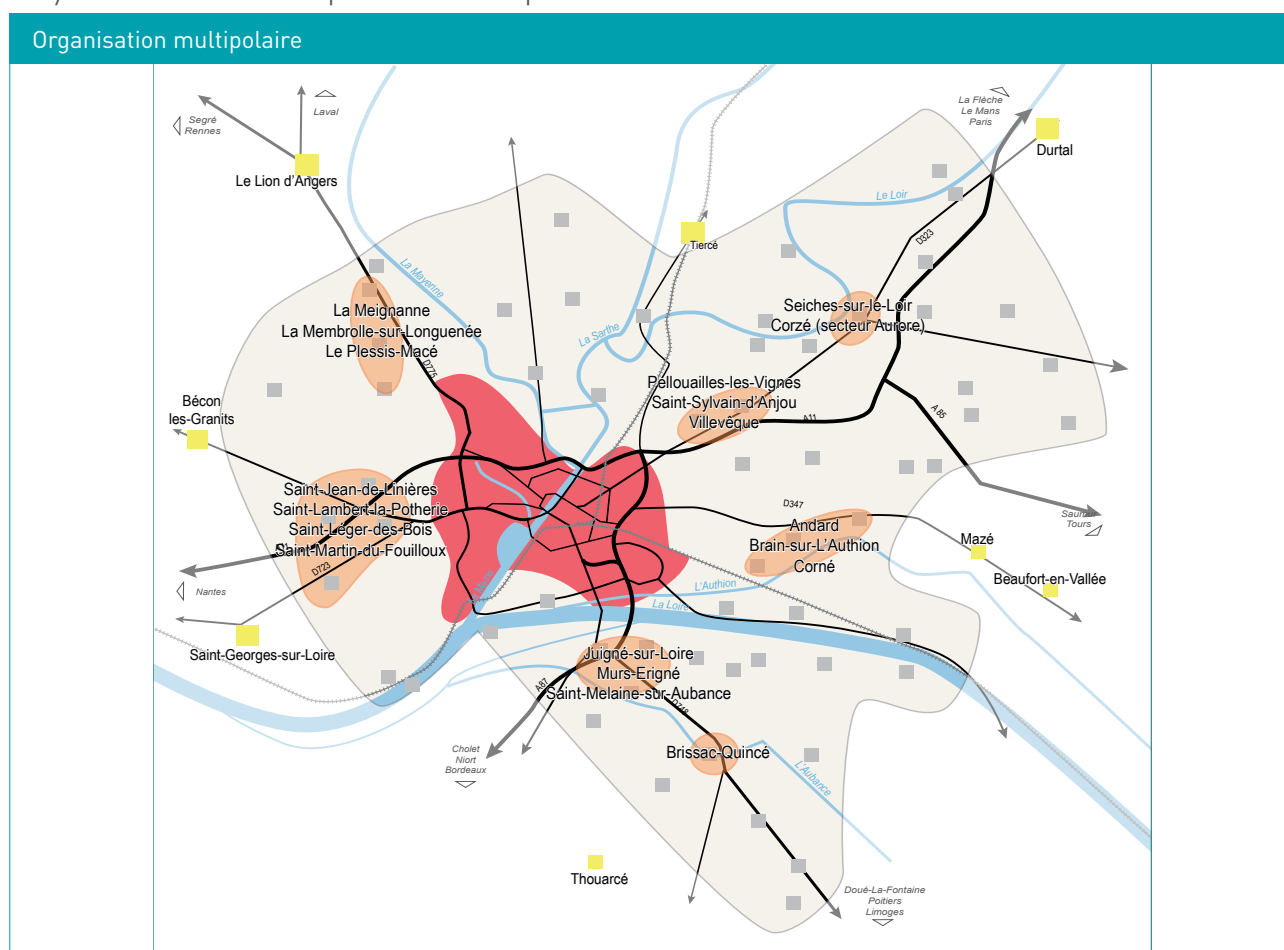 Organisation multipolaire
Segré
Rennes
Laval
La Flèche
Le Mans
Paris
Durtal
Le Lion d'Angers
Le Loir
D323
Tiercé
La Mayenne
La Sarthe
La Meignanne
La Membrolle-sur-Longuenée
Le Plessis-Macé
D775
Seiches-sur-le-Loir
Corzé (secteur Aurore)
Pellouailles-les-Vignes
Saint-Sylvain-d'Anjou
Villevêque
A11
A 85
Bécon
les-Granits
Saint-Jean-de-Linières
Saint-Lambert-la-Potherie
Saint-Léger-des-Bois
Saint-Martin-du-Fouilloux
D723
Nantes
D347
Andard
Brain-sur-L'Authion
Corné
Saumur
Tours
Mazé
Beaufort-en-Vallée
L'Authion
La Loire
Saint-Georges-sur-Loire
Juigné-sur-Loire
Murs-Erigné
Saint-Melaine-sur-Aubance
A87
D748
Cholet
Niort
Bordeaux
Brissac-Quincé
L'Aubance
Thouarcé
Doué-La-Fontaine
Poitiers
Limoges